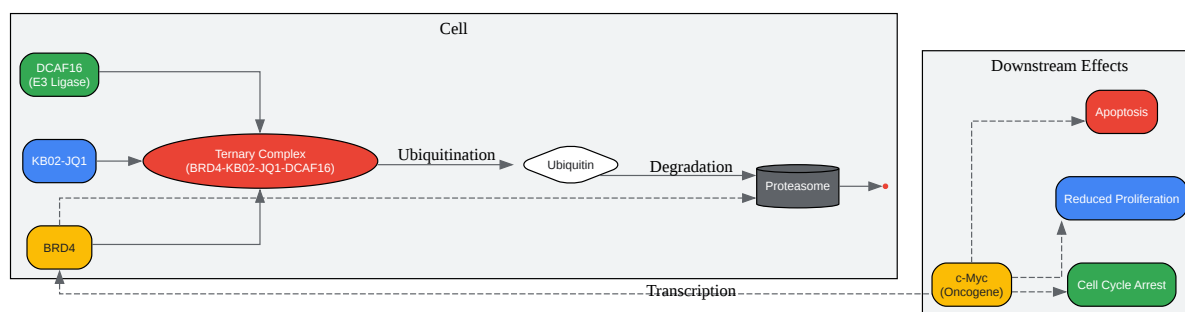 Cell
DCAF16
(E3 Ligase)
KB02-JQ1
BRD4
Ternary Complex
(BRD4-KB02-JQ1-DCAF16)
Ubiquitination
Ubiquitin
Degradation
Proteasome
Transcription
Downstream Effects
Apoptosis
Reduced Proliferation
c-Myc
(Oncogene)
Cell Cycle Arrest